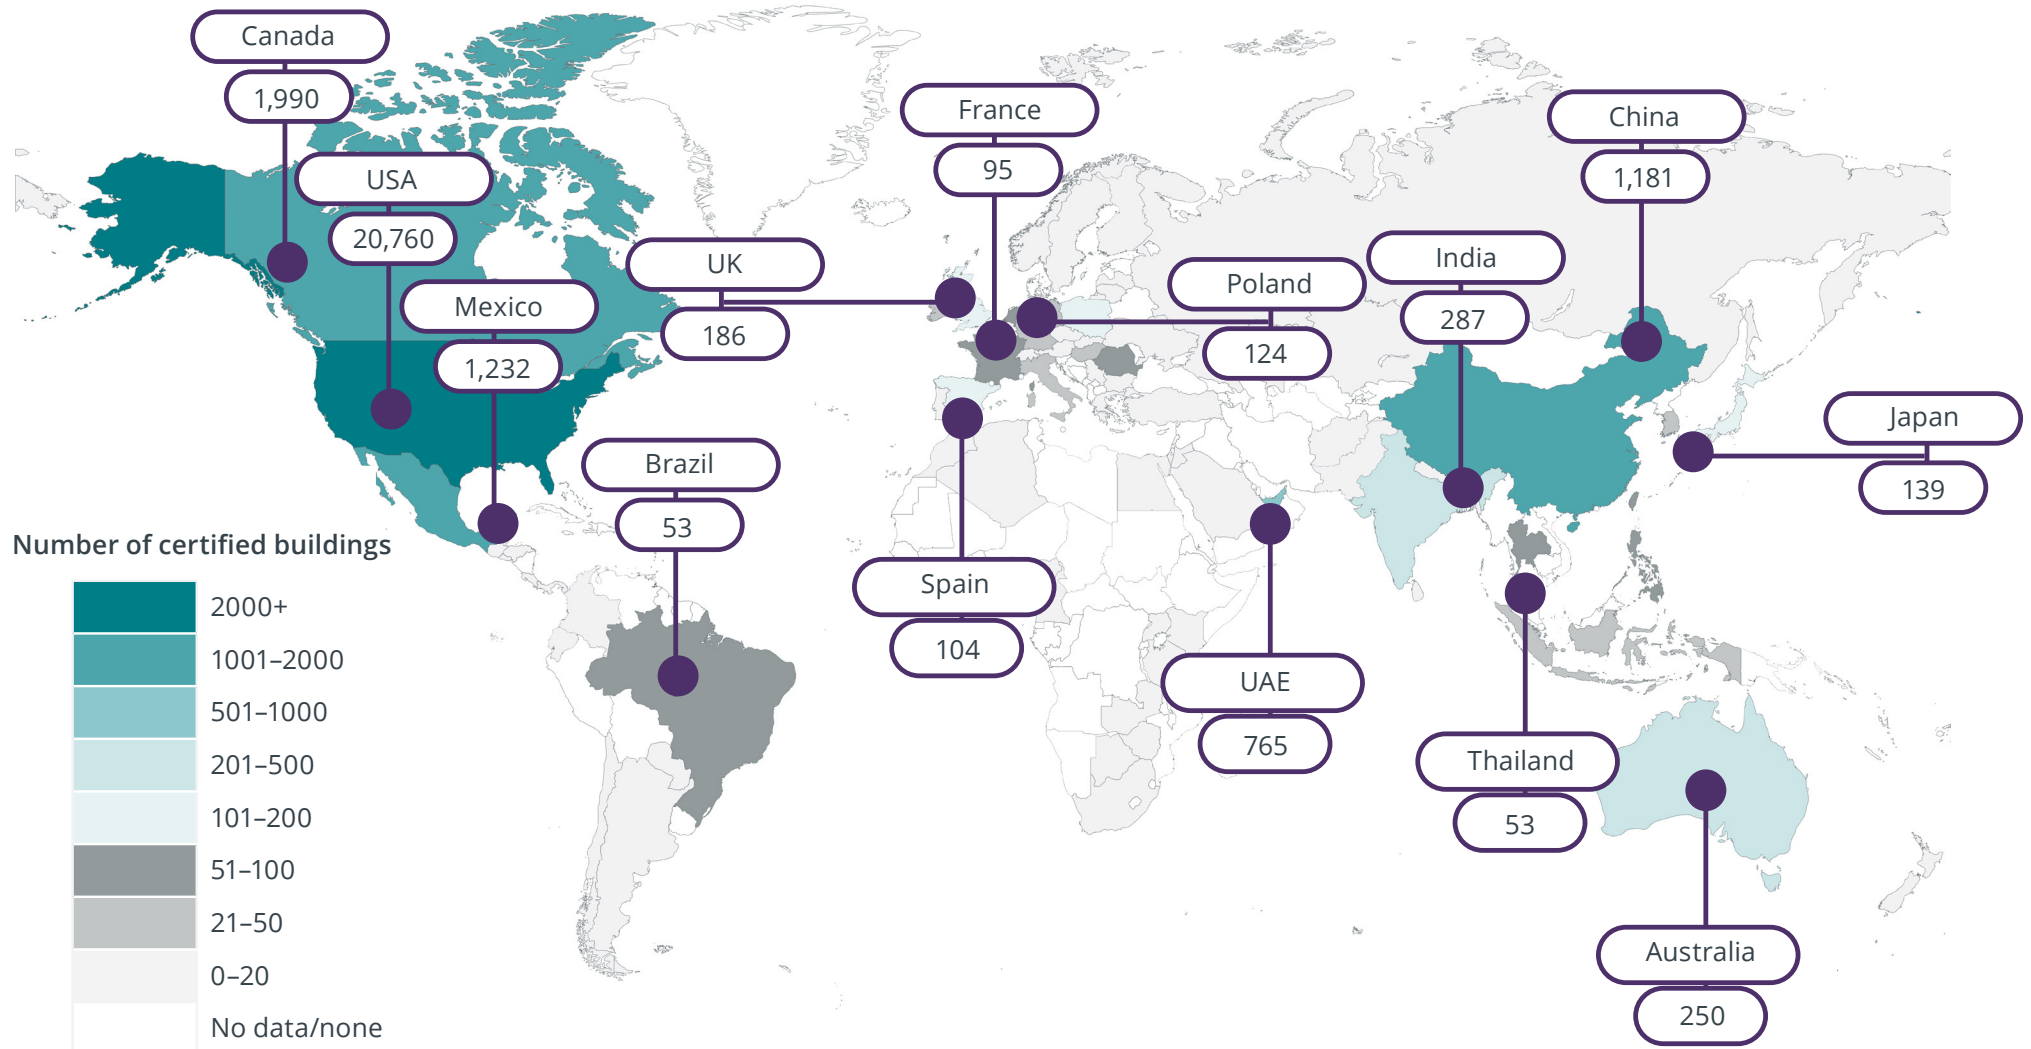 Canada
1,990
USA
20,760
Mexico
1,232
UK
186
France
95
Poland
124
India
287
China
1,181
Japan
139
Brazil
53
Spain
104
UAE
765
Thailand
53
Australia
250
Number of certified buildings
2000+
1001–2000
501–1000
201–500
101–200
51–100
21–50
0–20
No data/none